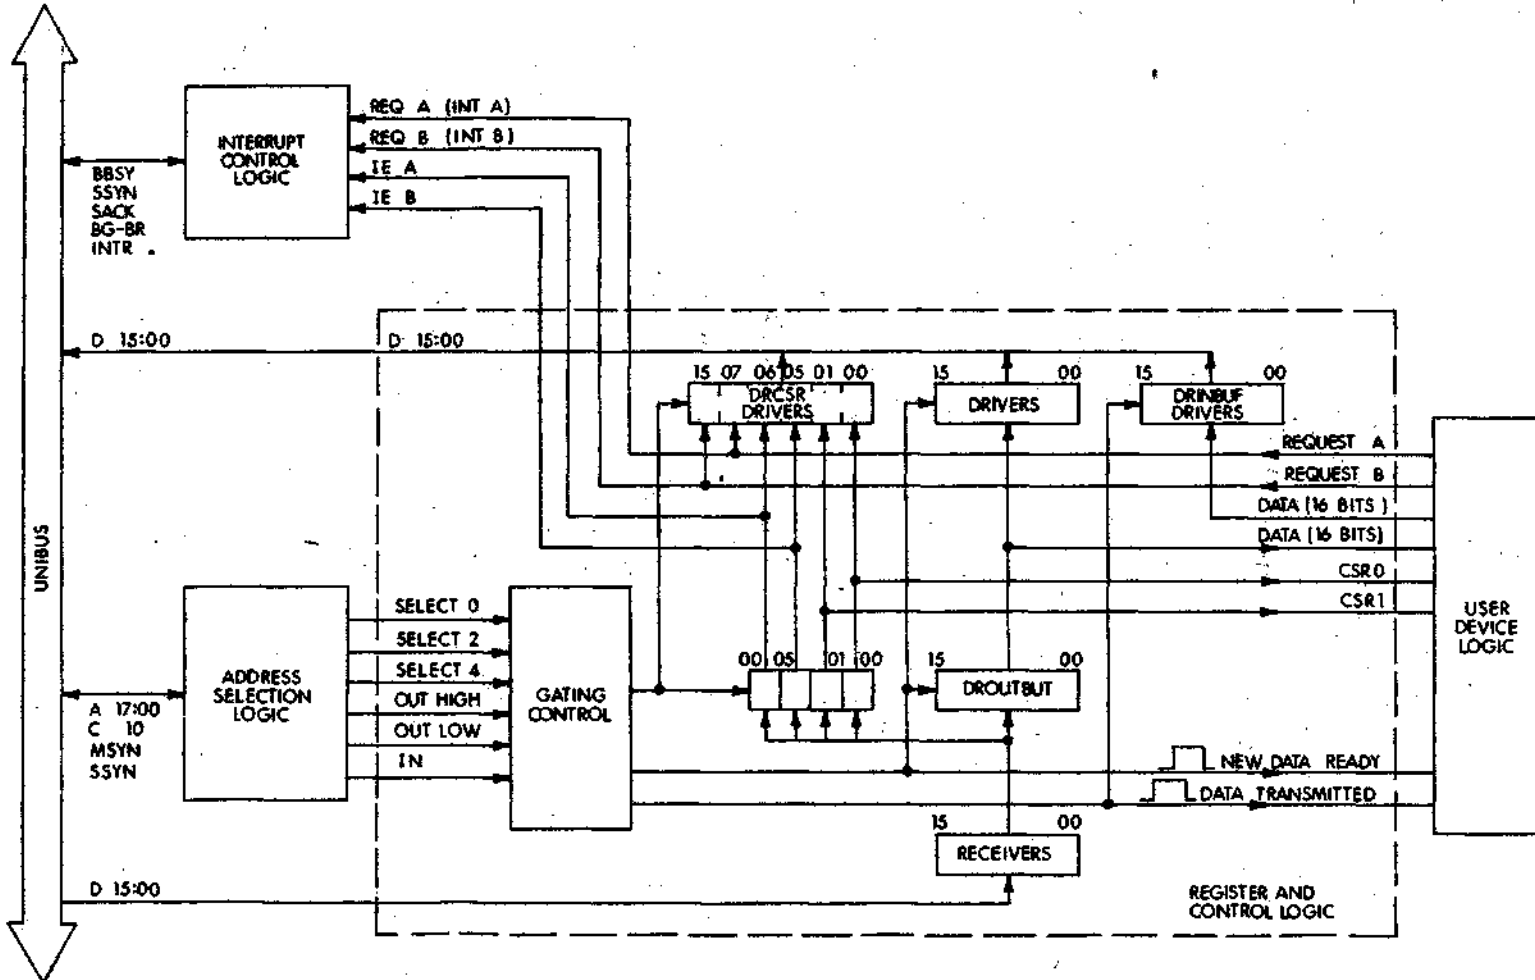 REQ A (INT A)
REQ B (INT B)
IE A
IE B
INTERRUPT
CONTROL
LOGIC
BBSY
SSYN
SACK
BG-BR
INTR
D 15:00
D 15:00
15 07 06 05 01 00
DRCSR
DRIVERS
15 00
DRIVERS
15 00
DRINBUF
DRIVERS
REQUEST A
REQUEST B
DATA (16 BITS)
DATA (16 BITS)
CSR0
CSR1
USER
DEVICE
LOGIC
UNIBUS
ADDRESS
SELECTION
LOGIC
A 17:00
C 10
MSYN
SSYN
SELECT 0
SELECT 2
SELECT 4
OUT HIGH
OUT LOW
IN
GATING
CONTROL
00 05 01 00
15 00
DROUTBUT
NEW DATA READY
DATA TRANSMITTED
15 00
RECEIVERS
D 15:00
REGISTER AND
CONTROL LOGIC